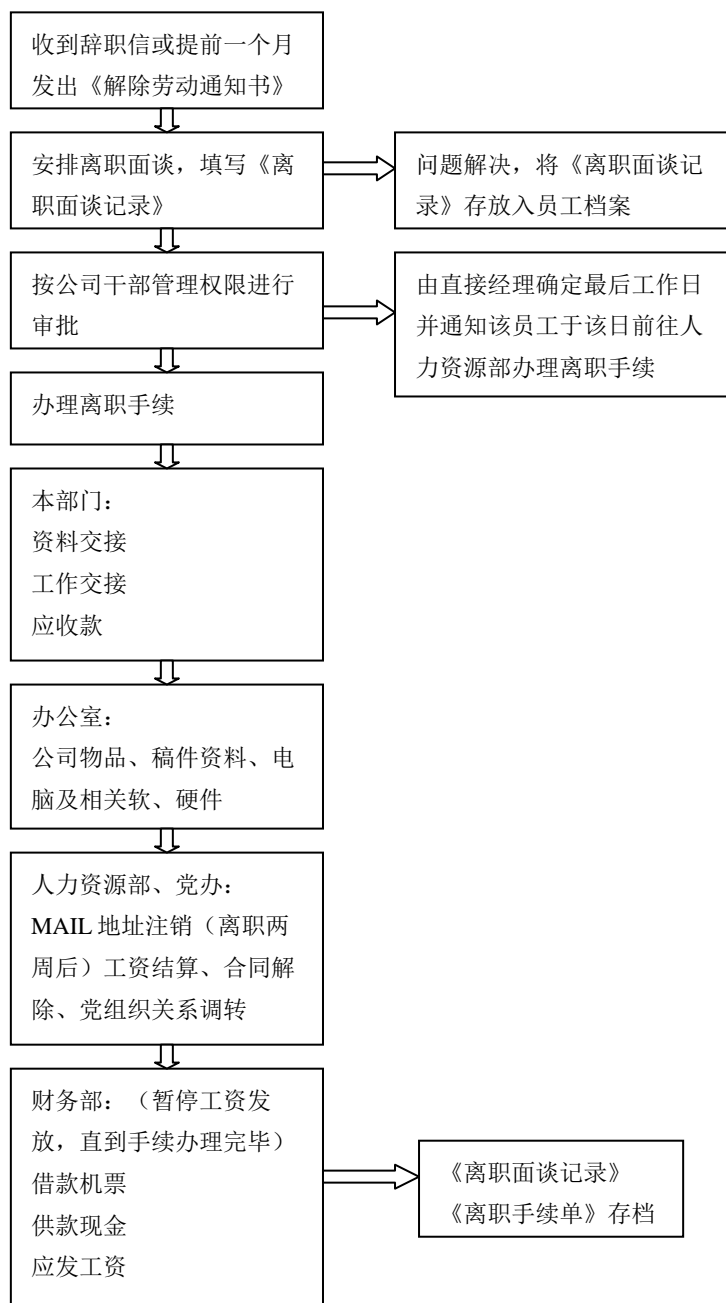 收到辞职信或提前一个月
发出《解除劳动通知书》
安排离职面谈，填写《离
职面谈记录》
问题解决，将《离职面谈记
录》存放入员工档案
按公司干部管理权限进行
审批
由直接经理确定最后工作日
并通知该员工于该日前往人
力资源部办理离职手续
办理离职手续
本部门：
资料交接
工作交接
应收款
办公室：
公司物品、稿件资料、电
脑及相关软、硬件
人力资源部、党办：
MAIL 地址注销（离职两
周后）工资结算、合同解
除、党组织关系调转
财务部：（暂停工资发
放，直到手续办理完毕）
借款机票
供款现金
应发工资
《离职面谈记录》
《离职手续单》存档